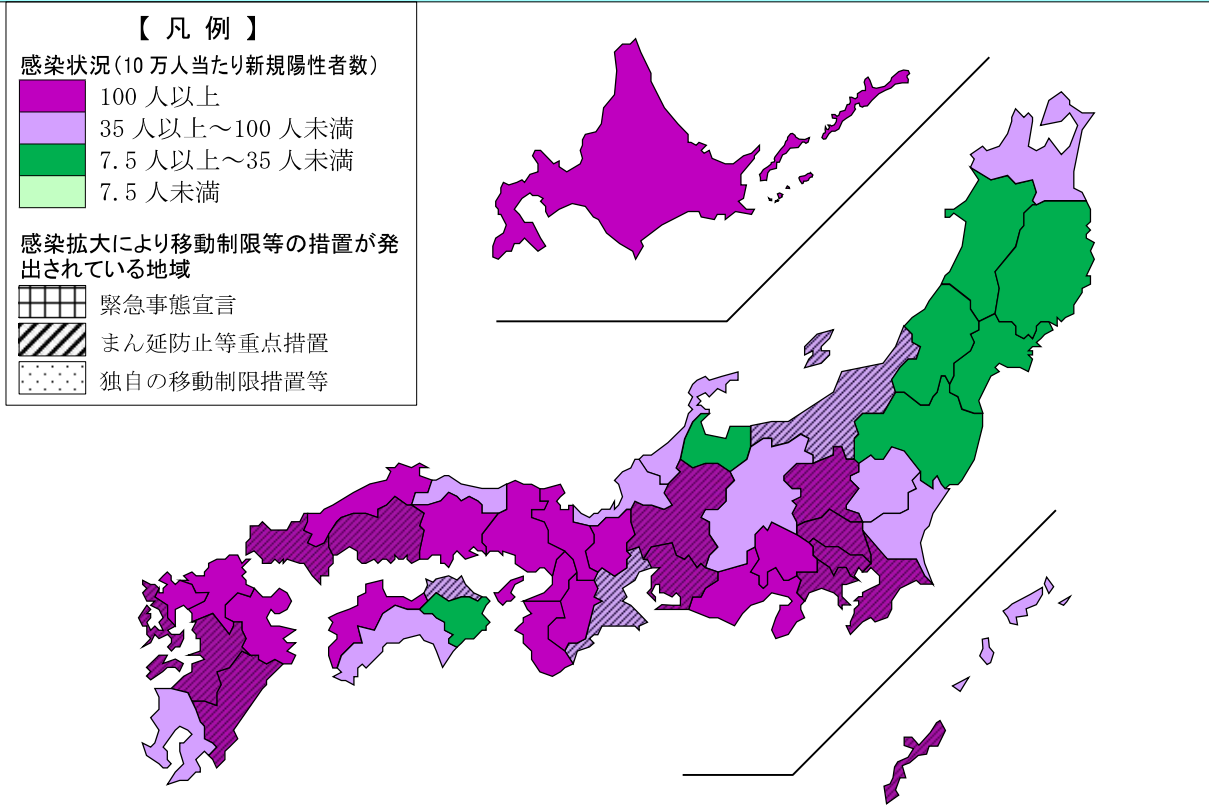 【 凡 例 】
感染状況(10 万人当たり新規陽性者数)
100 人以上
35 人以上～100 人未満
7.5 人以上～35 人未満
7.5 人未満
感染拡大により移動制限等の措置が発
出されている地域
緊急事態宣言
まん延防止等重点措置
独自の移動制限措置等